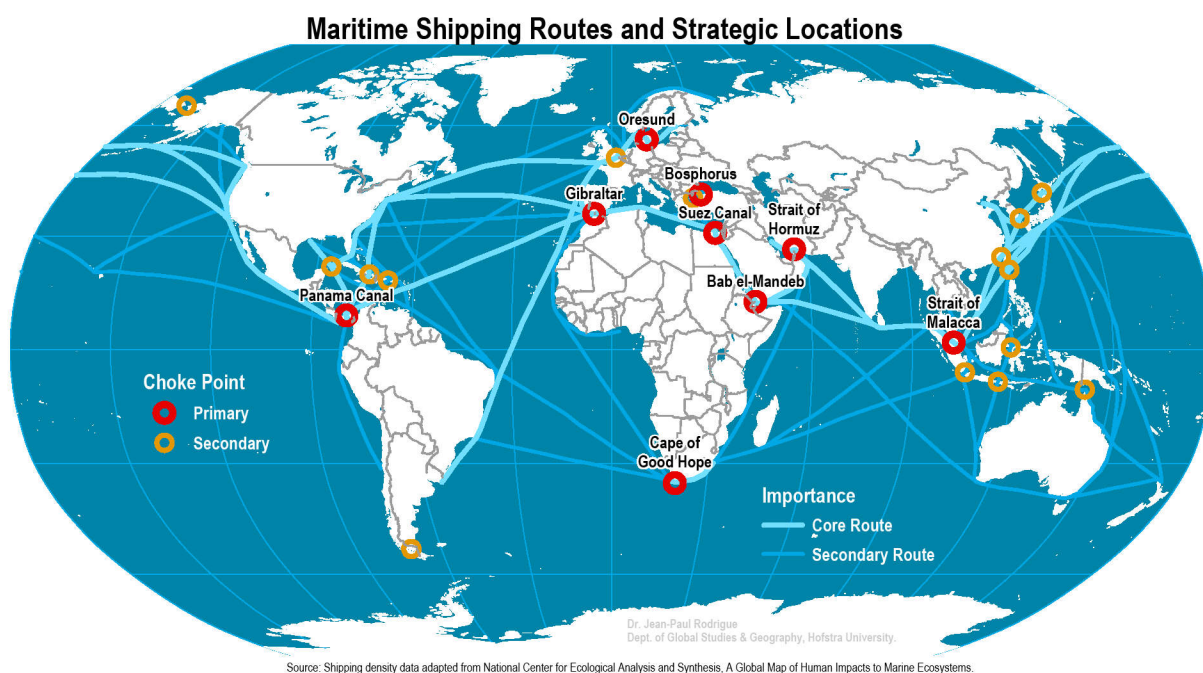 Maritime Shipping Routes and Strategic Locations
Oresund
Bosphorus
Gibraltar
Suez Canal
Strait of
Hormuz
Bab el-Mandeb
Panama Canal
Strait of
Malacca
Choke Point
Primary
Secondary
Cape of
Good Hope
Importance
Core Route
Secondary Route
Dr. Jean-Paul Rodrigue
Dept. of Global Studies & Geography, Hofstra University.
Source: Shipping density data adapted from National Center for Ecological Analysis and Synthesis, A Global Map of Human Impacts to Marine Ecosystems.